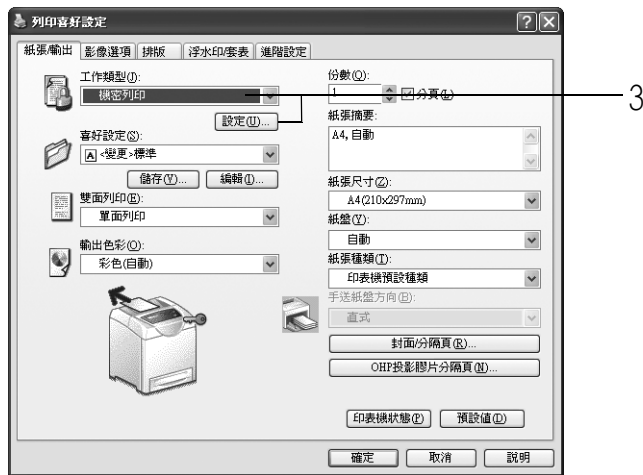 列印喜好設定
紙張/輸出 影像選項 排版 浮水印/套表 進階設定
工作類型(J):
機密列印
設定(U)...
喜好設定(S):
A <變更>標準
儲存(V)... 編輯(I)...
雙面列印(E):
單面列印
輸出色彩(O):
彩色(自動)
份數(Q):
1 分頁(L)
3
紙張摘要:
A4, 自動
紙張尺寸(Z):
A4(210x297mm)
紙盤(Y):
自動
紙張種類(T):
印表機預設種類
手送紙盤方向(B):
直式
封面/分隔頁(R)...
OHP投影膠片分隔頁(N)...
印表機狀態(P) 預設值(D)
確定 取消 說明